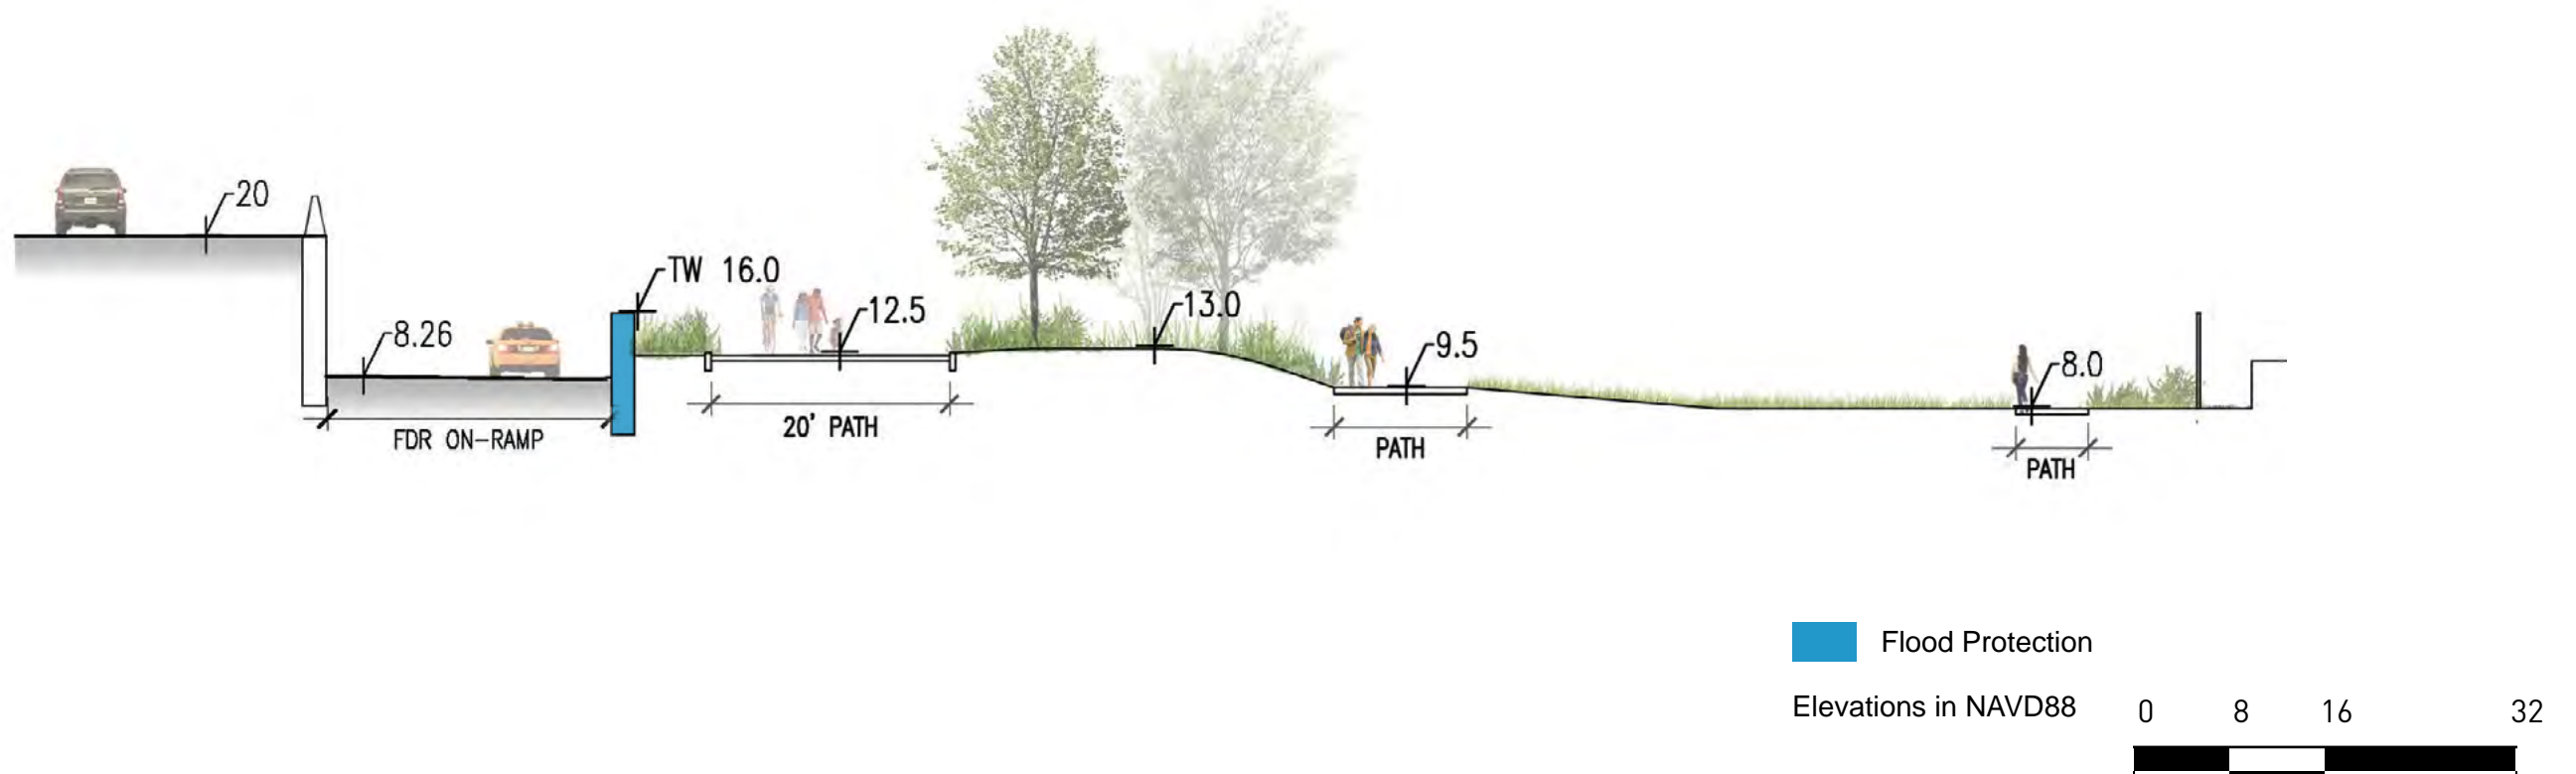 20
TW 16.0
12.5
13.0
8.26
9.5
8.0
FDR ON-RAMP
20' PATH
PATH
PATH
Flood Protection
Elevations in NAVD88
0 8 16 32